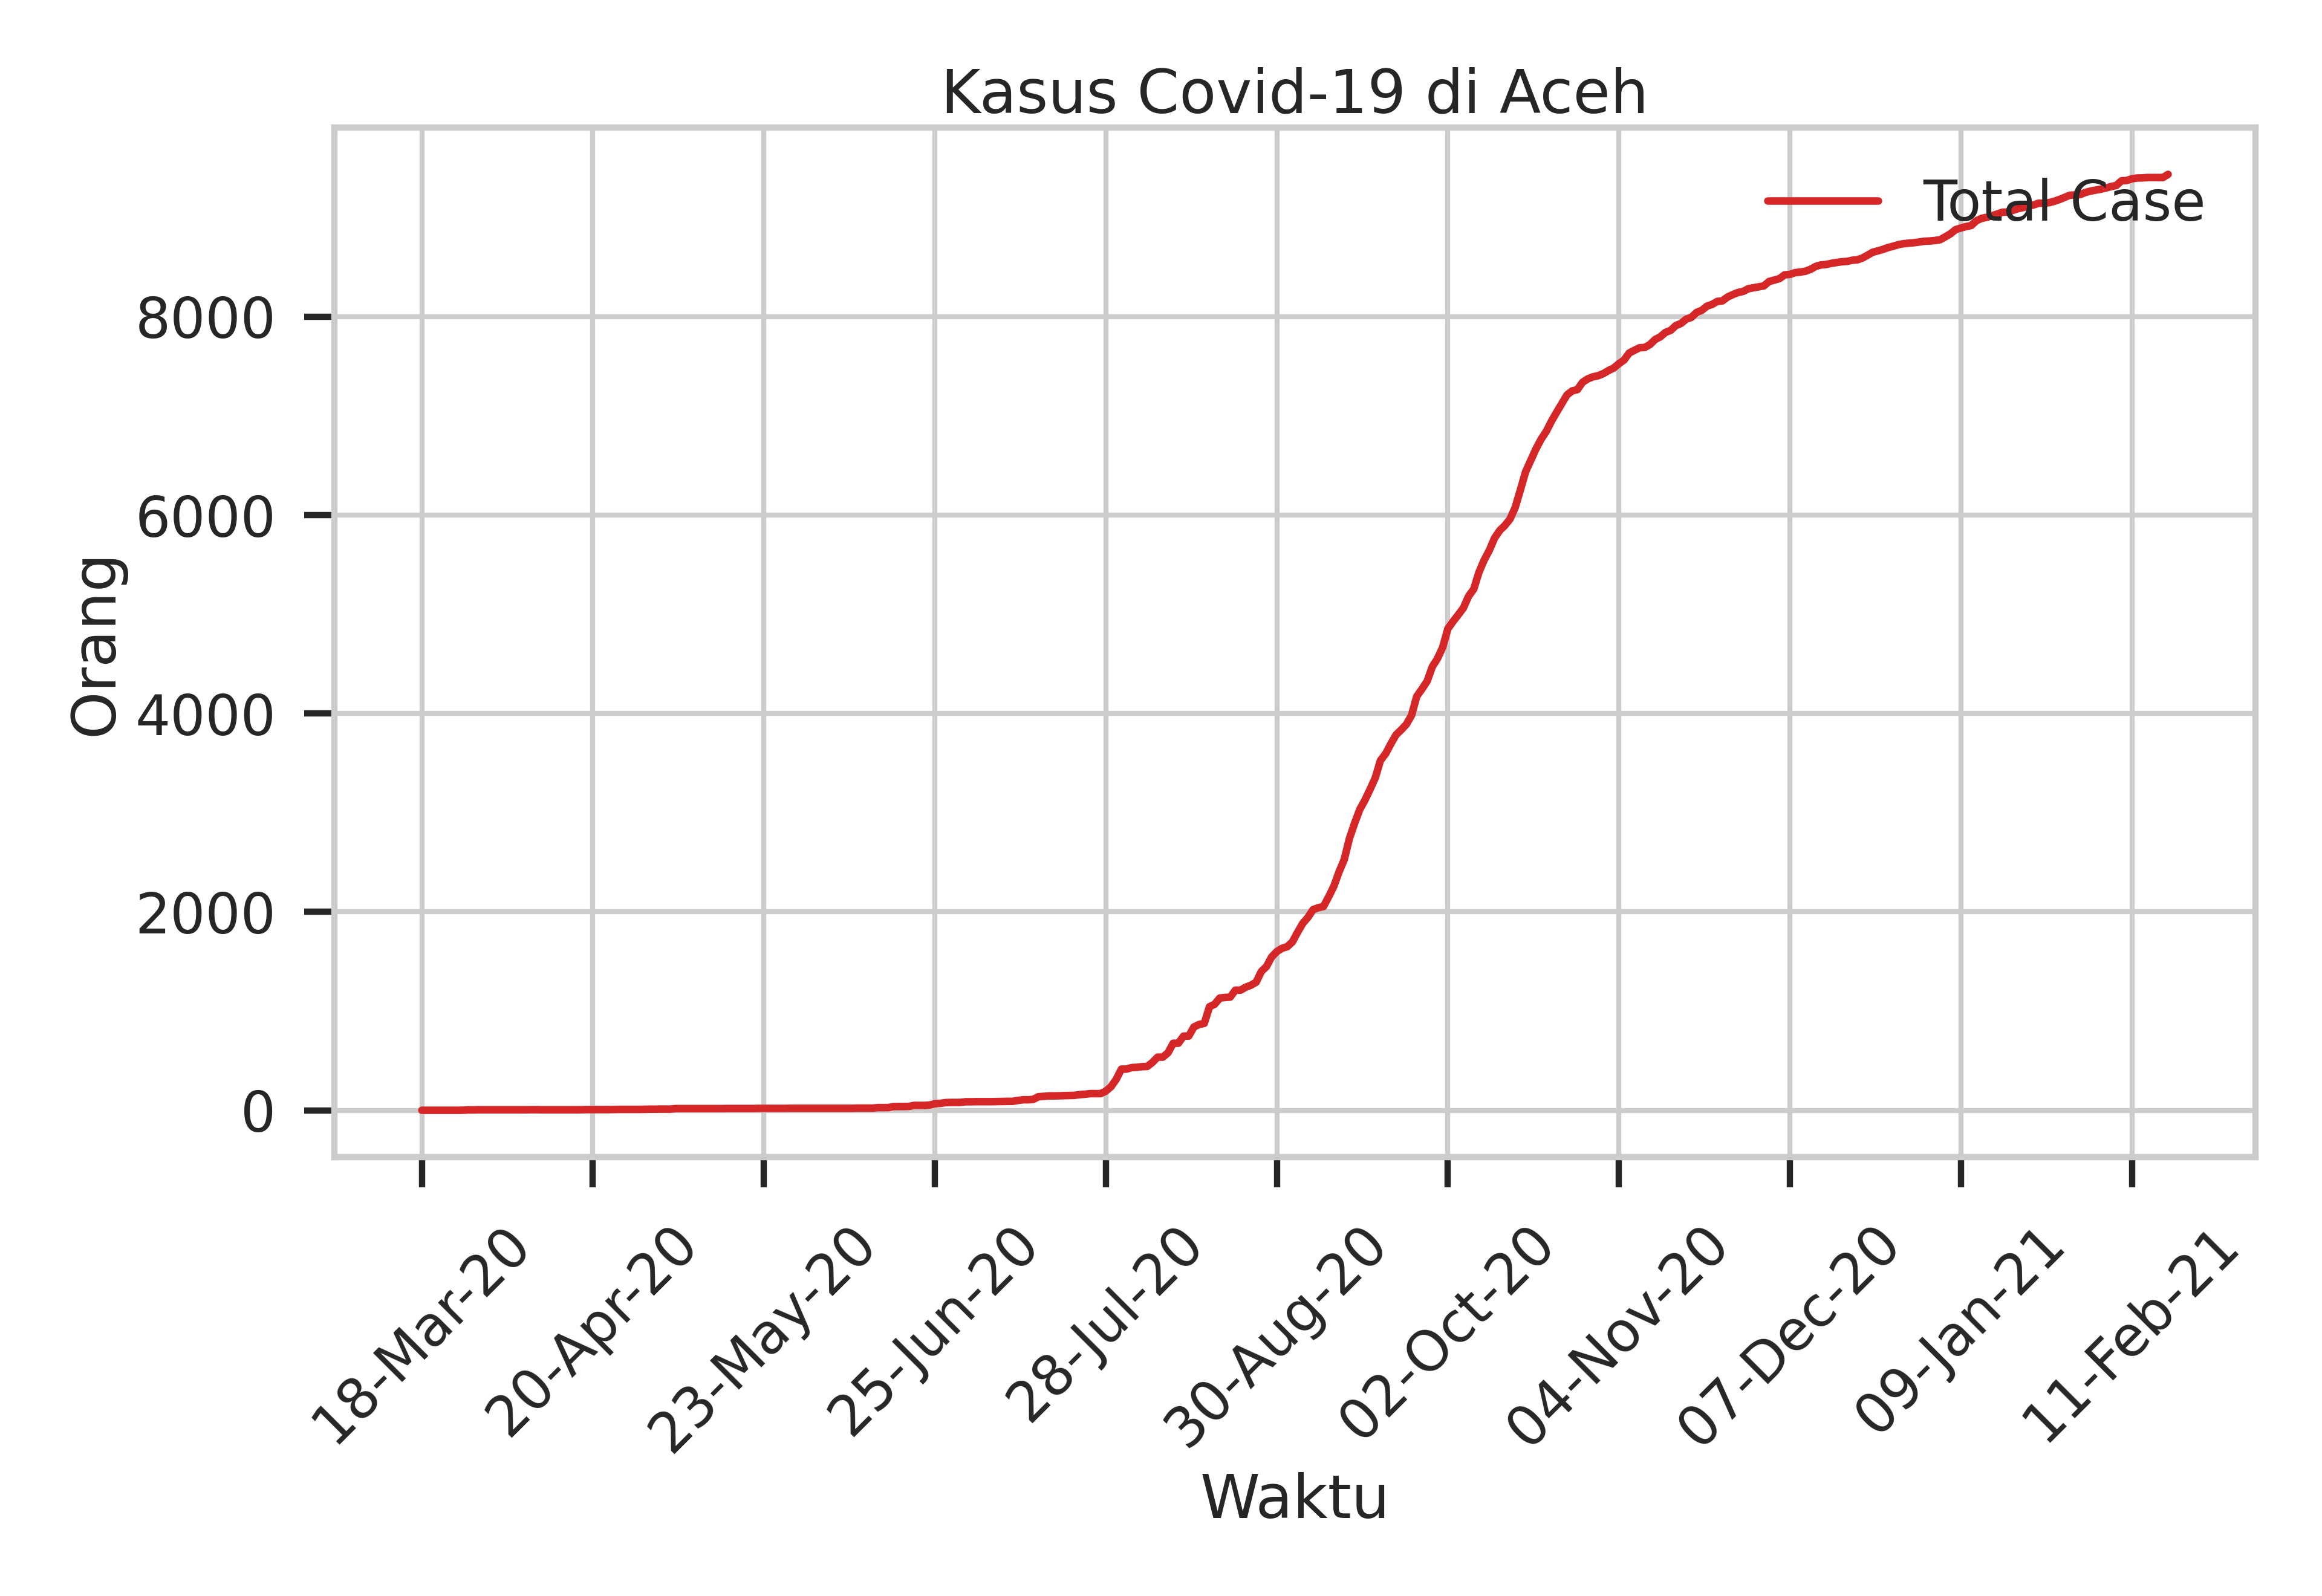 Kasus Covid-19 di Aceh
Total Case
Orang
8000
6000
4000
2000
0
18-Mar-20
20-Apr-20
23-May-20
25-Jun-20
28-Jul-20
30-Aug-20
02-Oct-20
04-Nov-20
07-Dec-20
09-Jan-21
11-Feb-21
Waktu